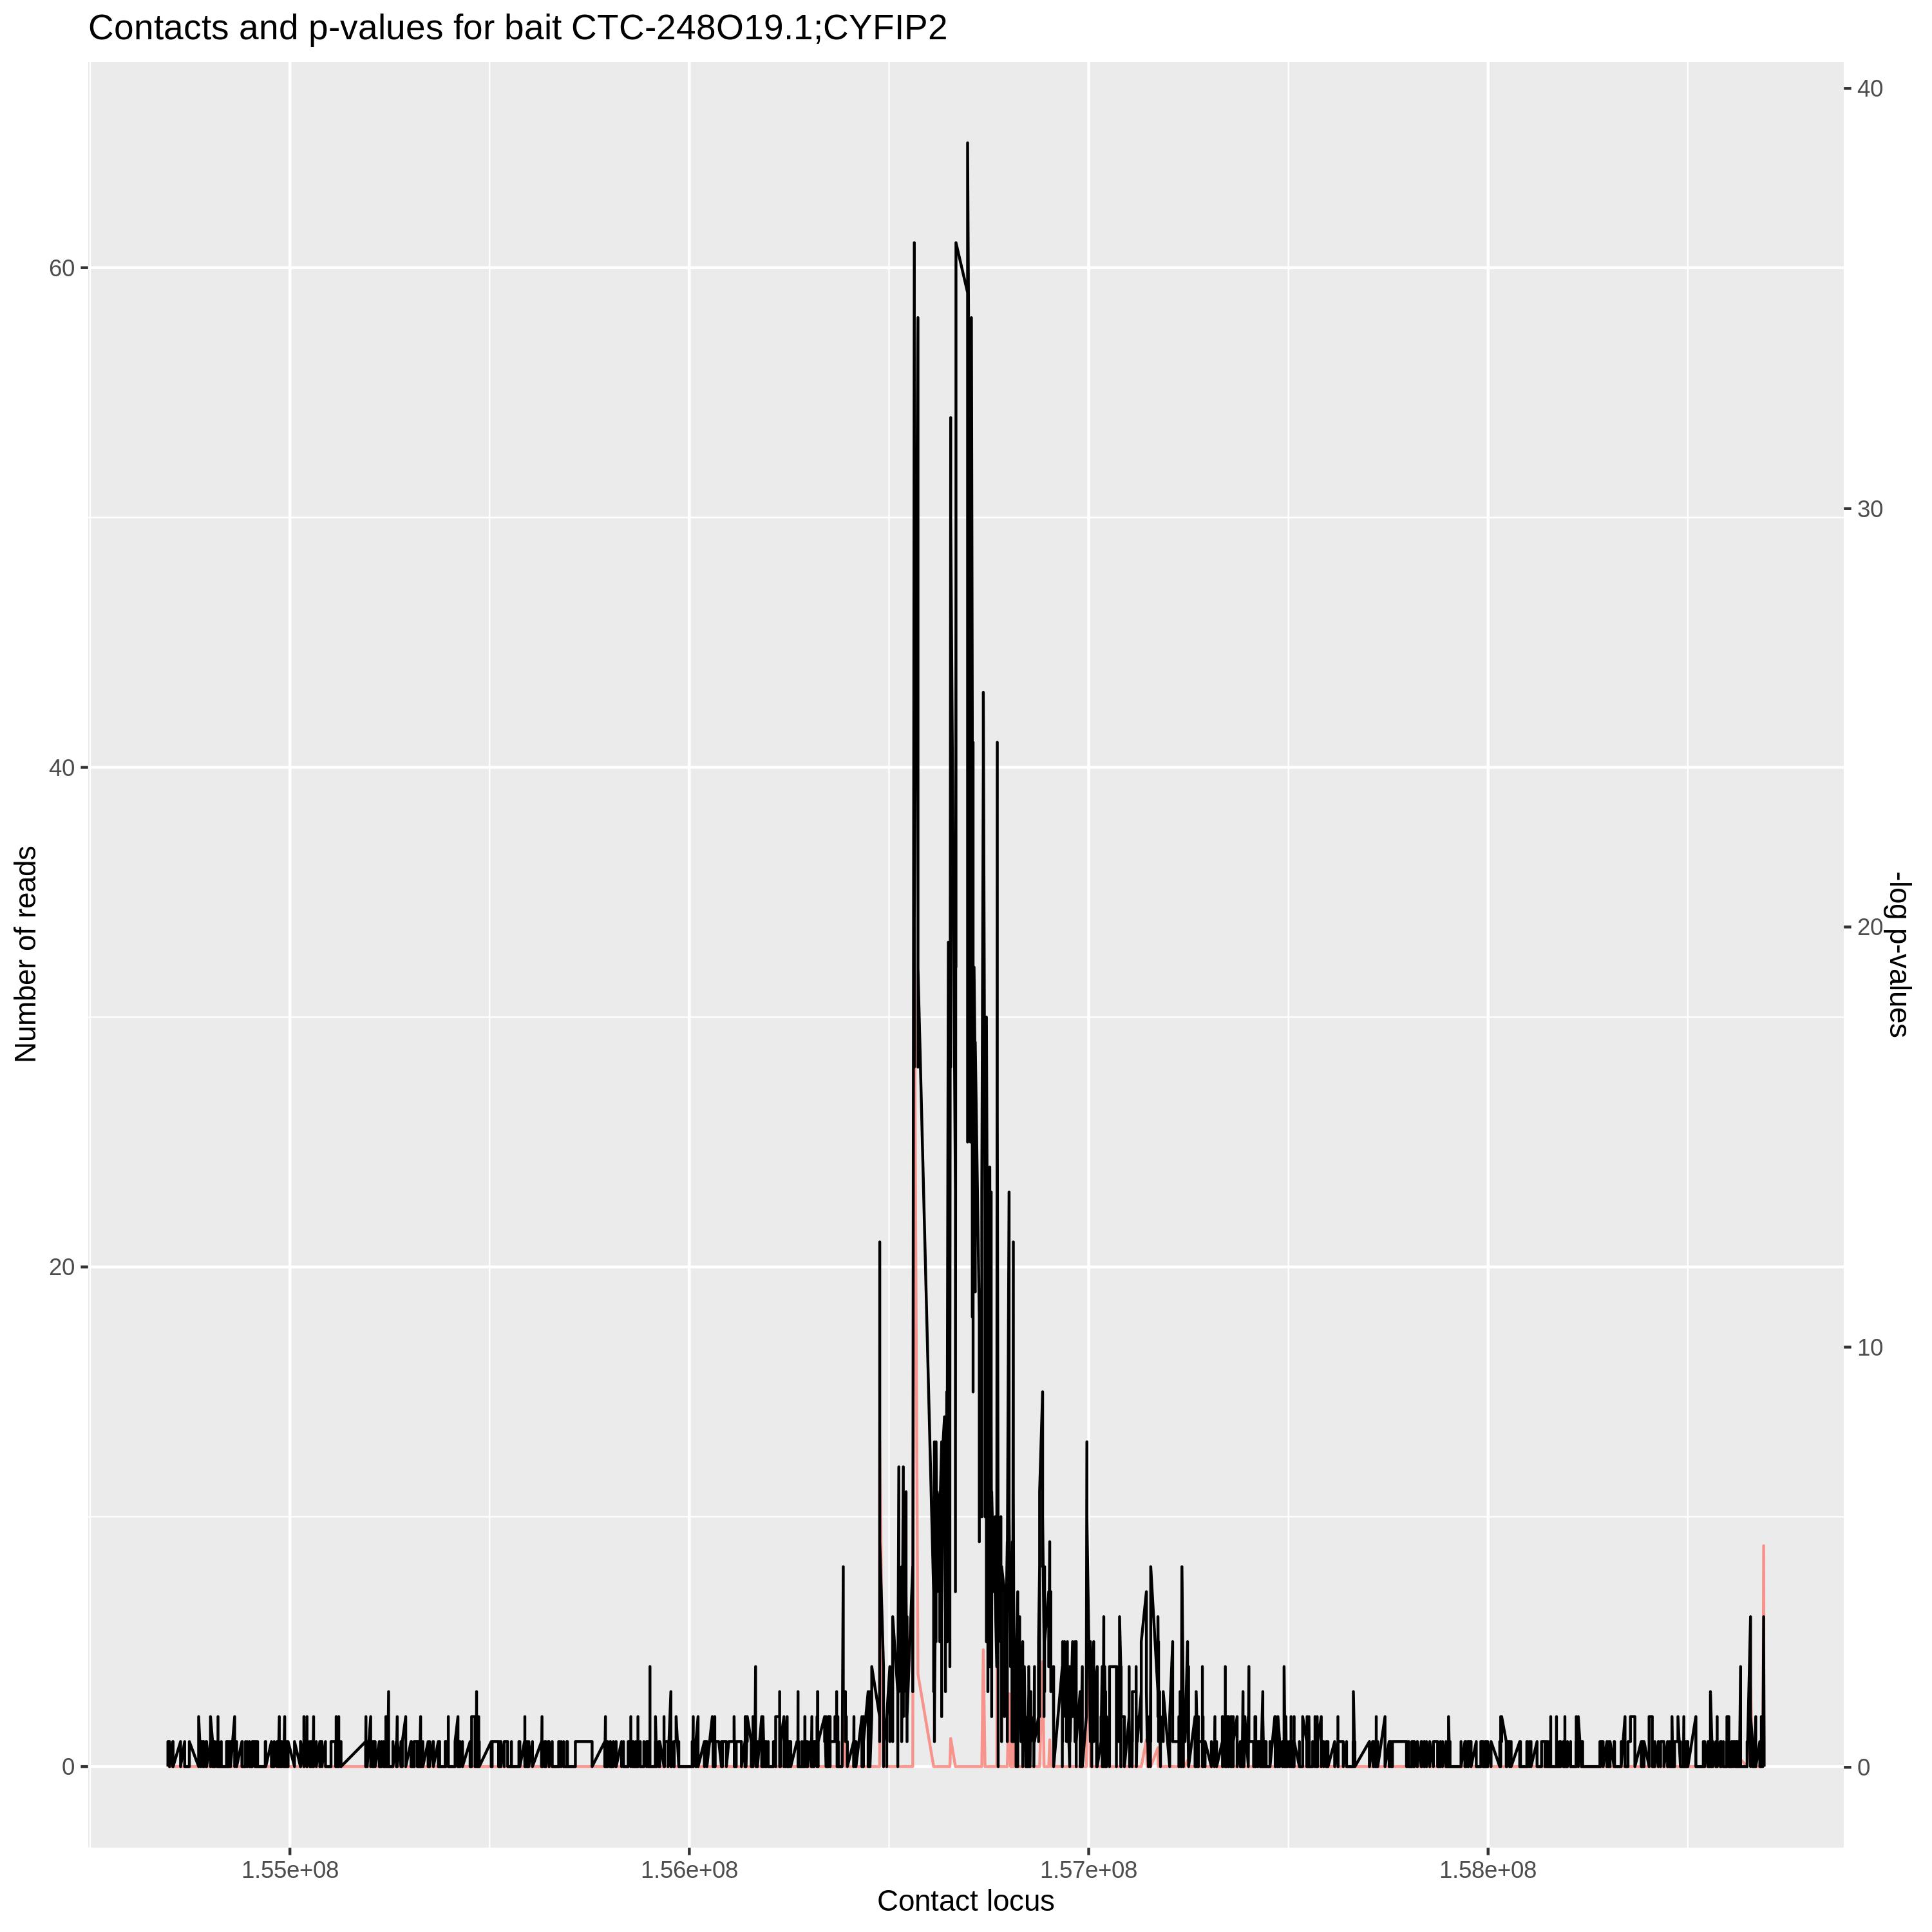 Contacts and p-values for bait CTC-248O19.1;CYFIP2
40
60
30
40
Number of reads
-log p-values
20
20
10
0
0
1.55e+08
1.56e+08
1.57e+08
1.58e+08
Contact locus